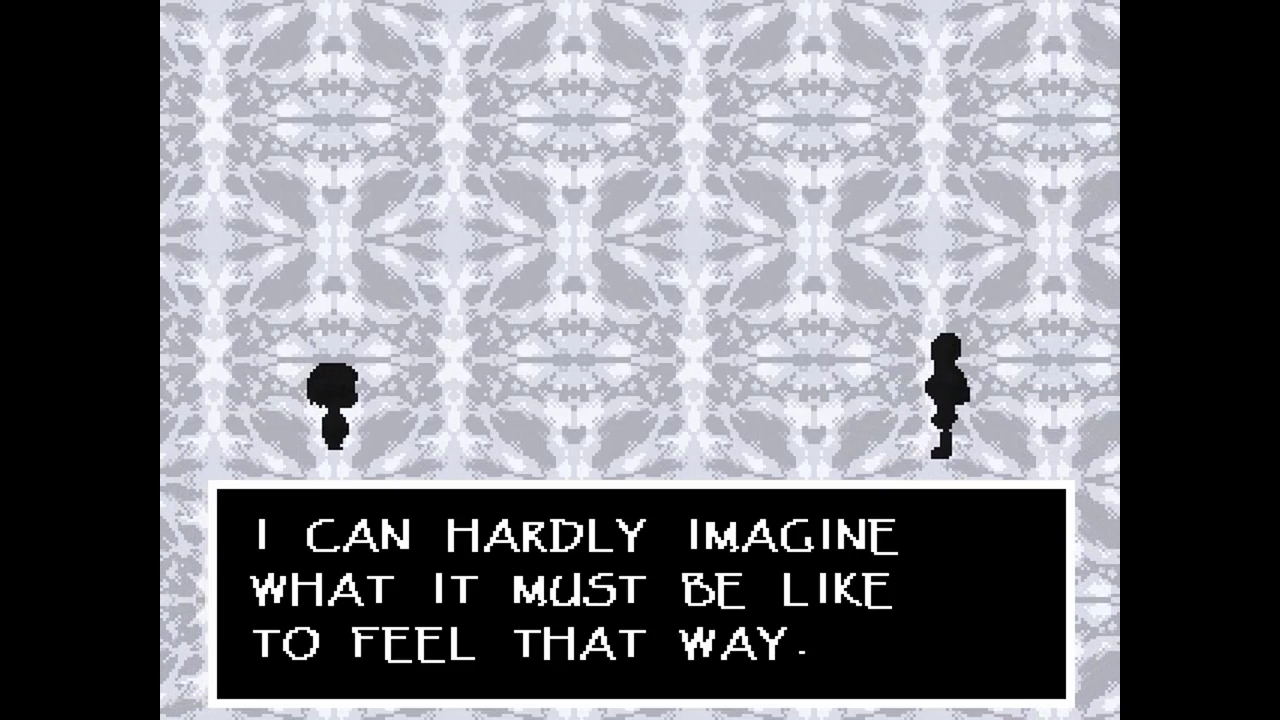 I CAN HARDLY IMAGINE
WHAT IT MUST BE LIKE
TO FEEL THAT WAY.